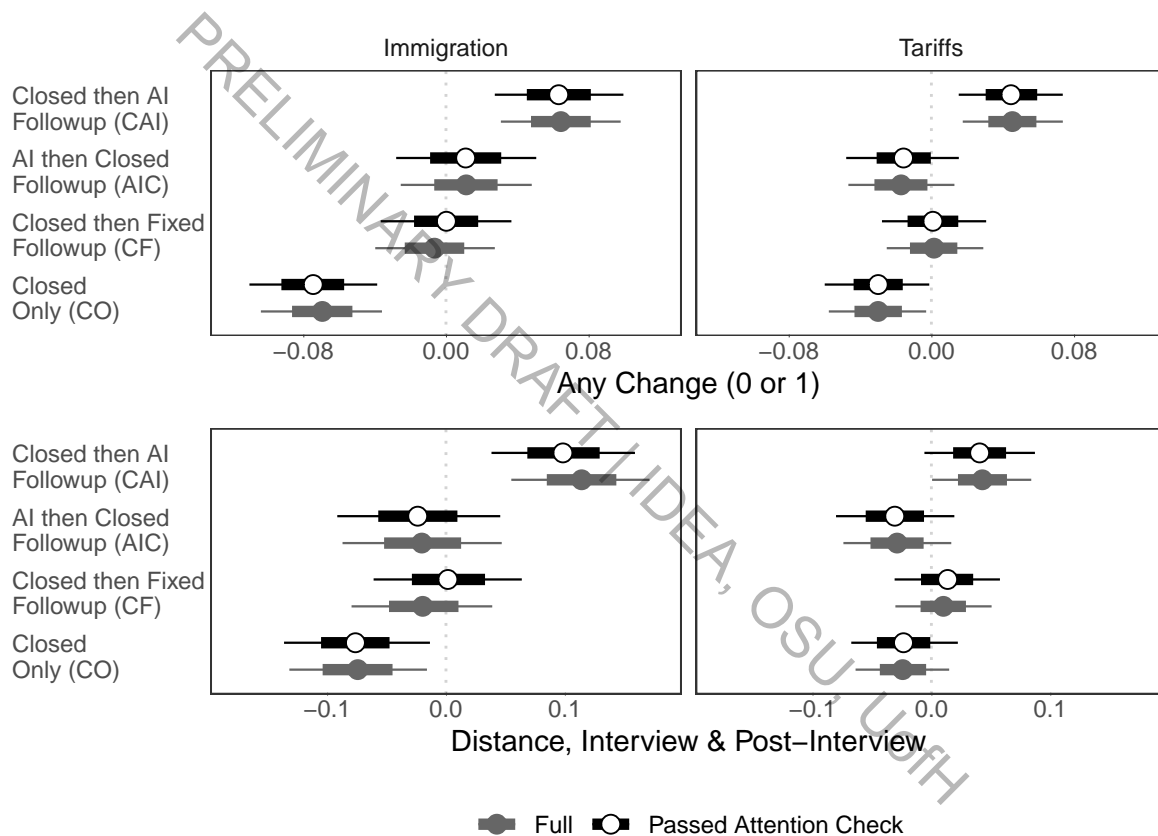 Immigration
Tariffs
Closed then AI
Followup (CAI)
AI then Closed
Followup (AIC)
Closed then Fixed
Followup (CF)
Closed
Only (CO)
−0.08 0.00 0.08
−0.08 0.00 0.08
Any Change (0 or 1)
Closed then AI
Followup (CAI)
AI then Closed
Followup (AIC)
Closed then Fixed
Followup (CF)
Closed
Only (CO)
−0.1 0.0 0.1
−0.1 0.0 0.1
Distance, Interview & Post−Interview
Full Passed Attention Check
PRELIMINARY DRAFT | IDEA, OSU, UofH